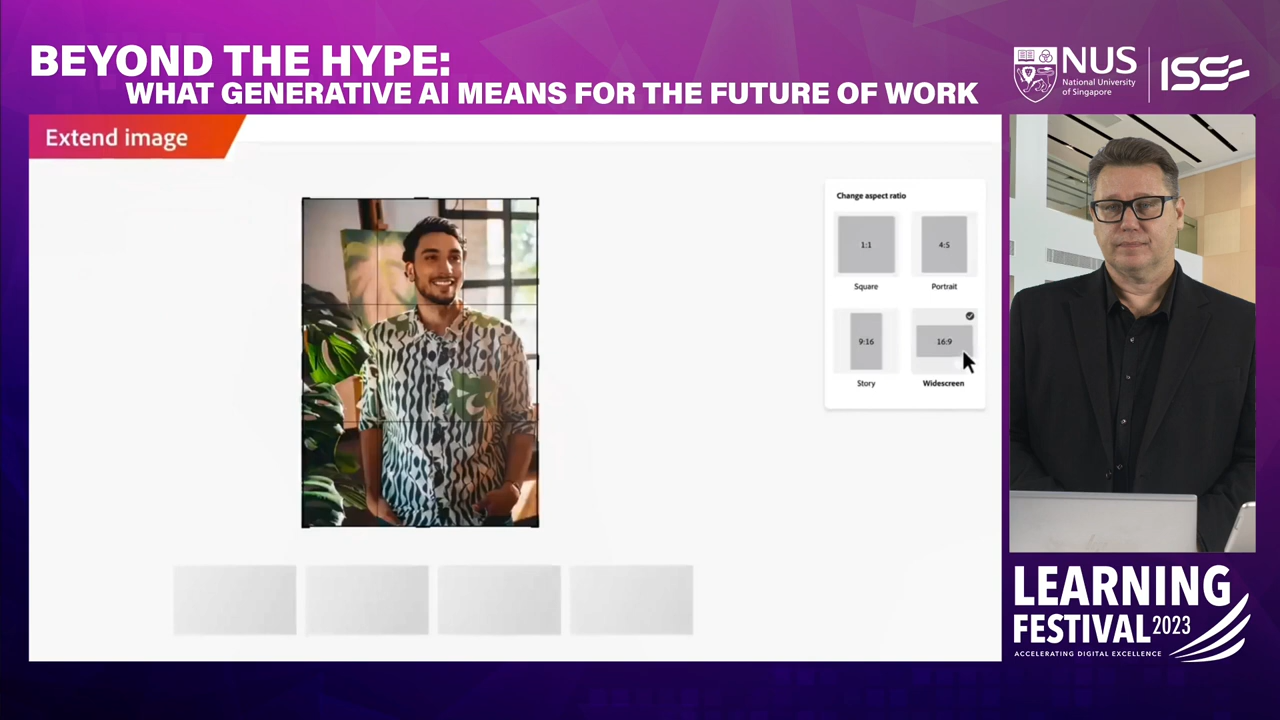 BEYOND THE HYPE:
WHAT GENERATIVE AI MEANS FOR THE FUTURE OF WORK
NUS
National University
of Singapore
ISS
Extend image
Change aspect ratio
1:1
4:5
Square
Portrait
9:16
16:9
Story
Widescreen
LEARNING
FESTIVAL 2023
ACCELERATING DIGITAL EXCELLENCE